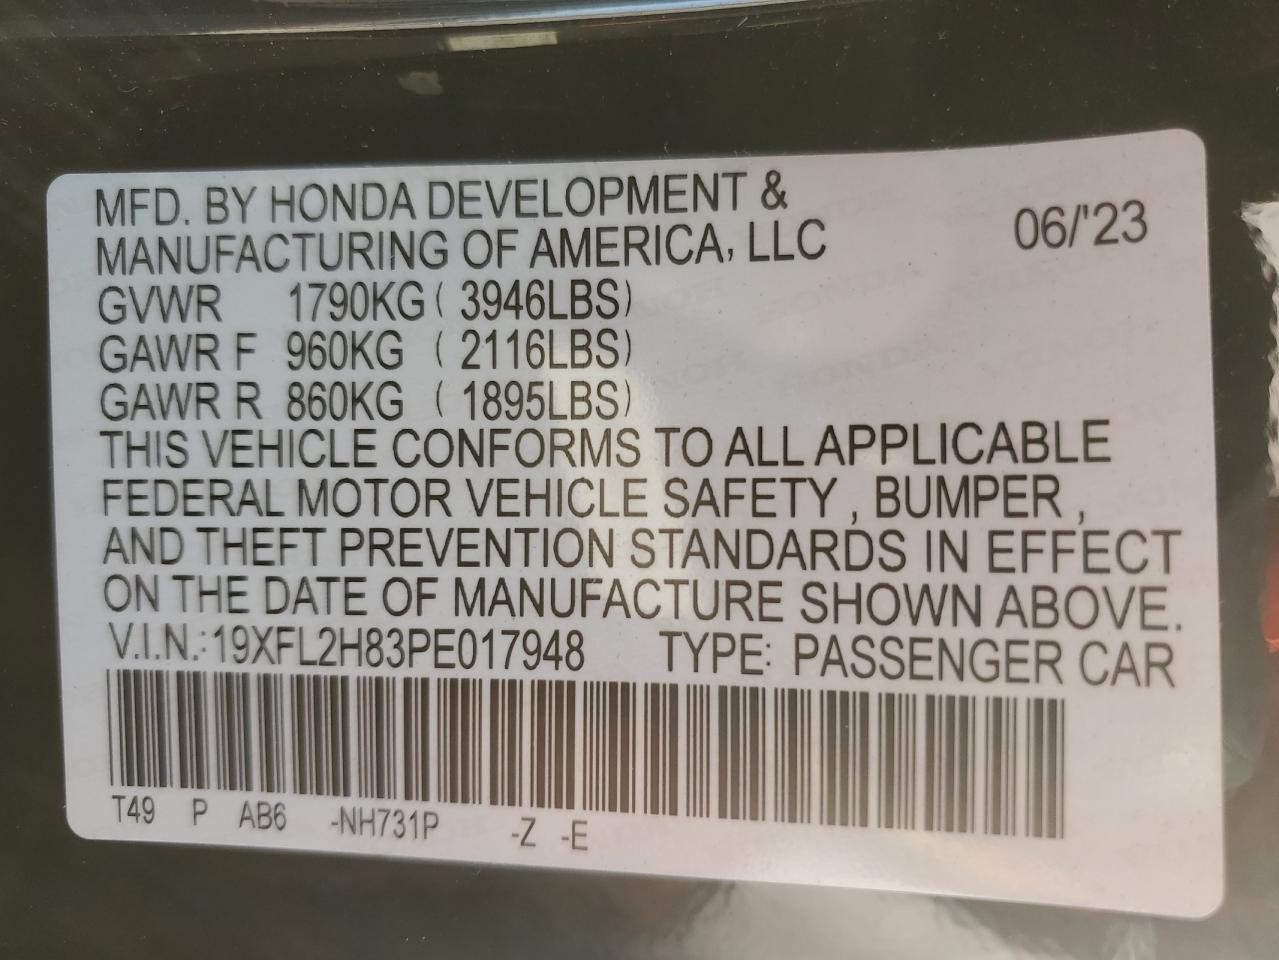 MFD. BY HONDA DEVELOPMENT &
MANUFACTURING OF AMERICA, LLC 06/'23
GVWR 1790KG ( 3946LBS)
GAWR F 960KG ( 2116LBS)
GAWR R 860KG ( 1895LBS)
THIS VEHICLE CONFORMS TO ALL APPLICABLE
FEDERAL MOTOR VEHICLE SAFETY , BUMPER ,
AND THEFT PREVENTION STANDARDS IN EFFECT
ON THE DATE OF MANUFACTURE SHOWN ABOVE.
V.I.N.: 19XFL2H83PE017948 TYPE: PASSENGER CAR
T49 P AB6 -NH731P -Z -E